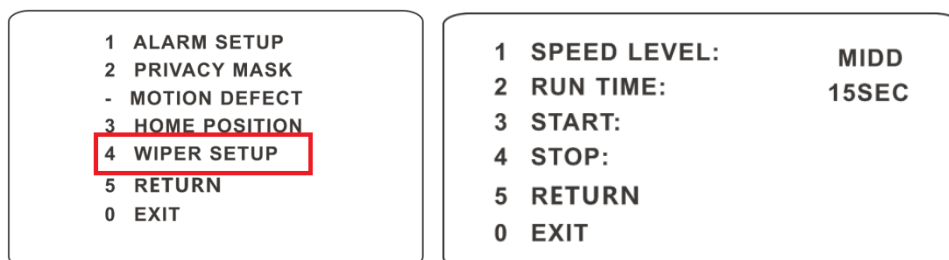 1 ALARM SETUP
2 PRIVACY MASK
- MOTION DEFECT
3 HOME POSITION
4 WIPER SETUP
5 RETURN
0 EXIT
1 SPEED LEVEL: MIDD
2 RUN TIME: 15SEC
3 START:
4 STOP:
5 RETURN
0 EXIT